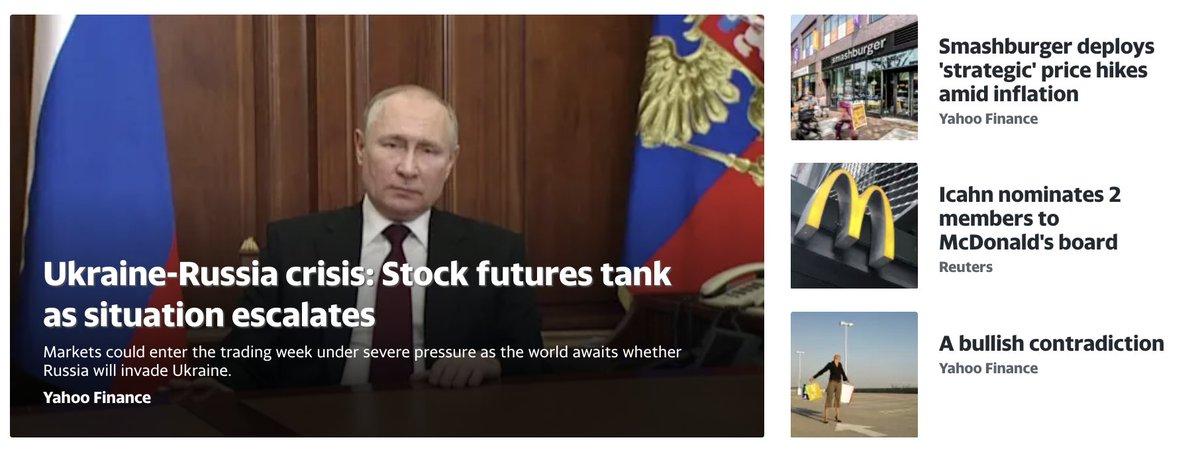 Ukraine-Russia crisis: Stock futures tank
as situation escalates
Markets could enter the trading week under severe pressure as the world awaits whether
Russia will invade Ukraine.
Yahoo Finance
smashburger
Smashburger deploys
'strategic' price hikes
amid inflation
Yahoo Finance
Icahn nominates 2
members to
McDonald's board
Reuters
A bullish contradiction
Yahoo Finance